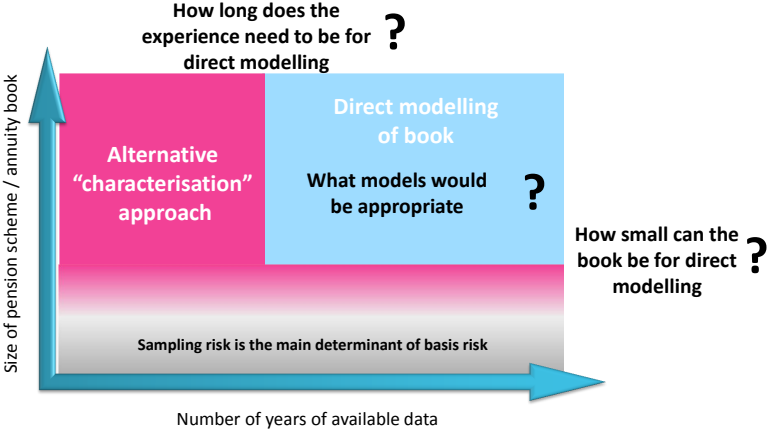 How long does the
experience need to be for
direct modelling
?
Size of pension scheme / annuity book
Alternative
“characterisation”
approach
Direct modelling
of book
What models would
be appropriate
?
How small can the
book be for direct
modelling
?
Sampling risk is the main determinant of basis risk
Number of years of available data